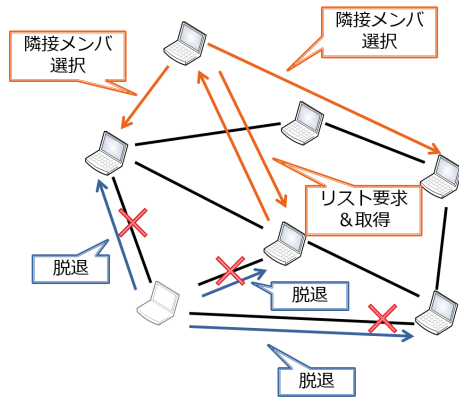 隣接メンバ
選択
隣接メンバ
選択
リスト要求
＆取得
脱退
脱退
脱退